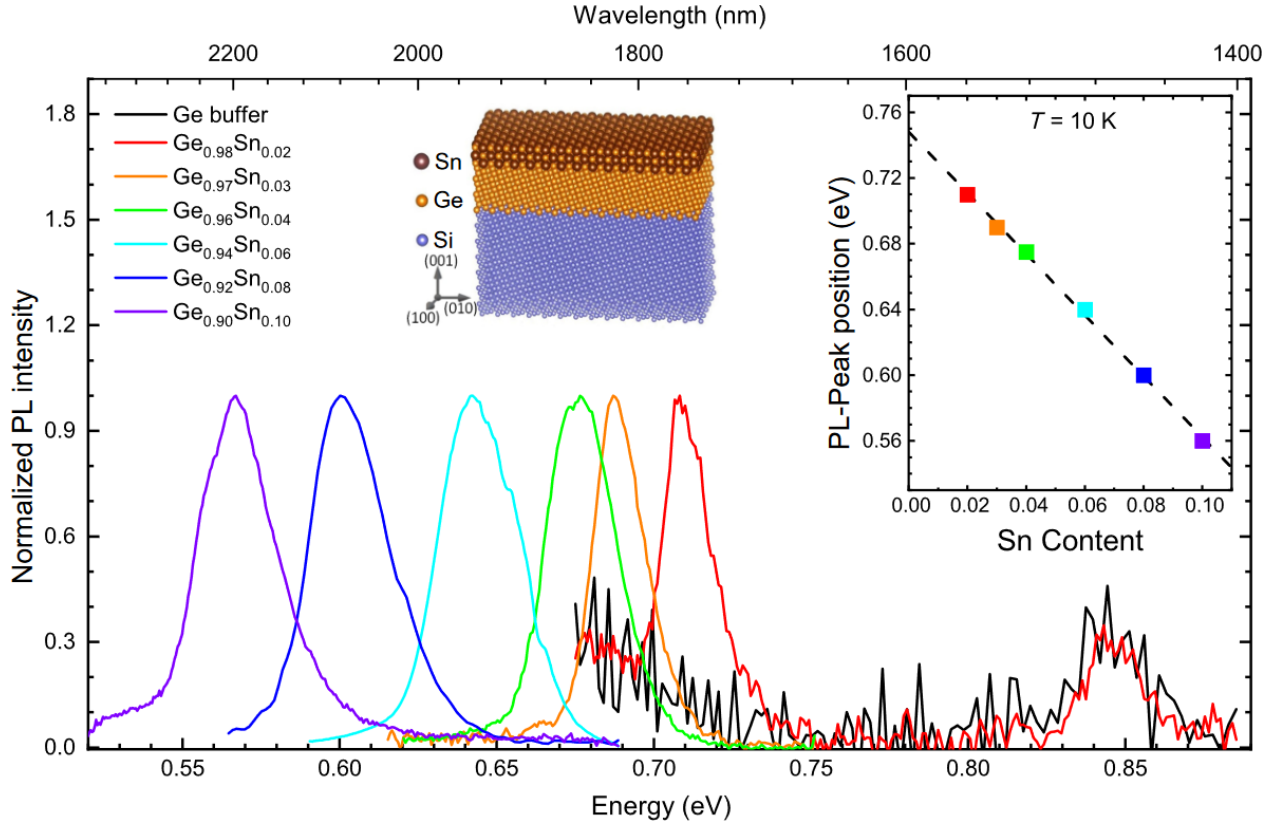 Wavelength (nm)
2200 2000 1800 1600 1400
Normalized PL intensity
1.8
1.5
1.2
0.9
0.6
0.3
0.0
Ge buffer
Ge0.98Sn0.02
Ge0.97Sn0.03
Ge0.96Sn0.04
Ge0.94Sn0.06
Ge0.92Sn0.08
Ge0.90Sn0.10
Sn
Ge
Si
(001)
(010)
(100)
T = 10 K
PL-Peak position (eV)
0.76
0.72
0.68
0.64
0.60
0.56
0.00 0.02 0.04 0.06 0.08 0.10
Sn Content
0.55 0.60 0.65 0.70 0.75 0.80 0.85
Energy (eV)